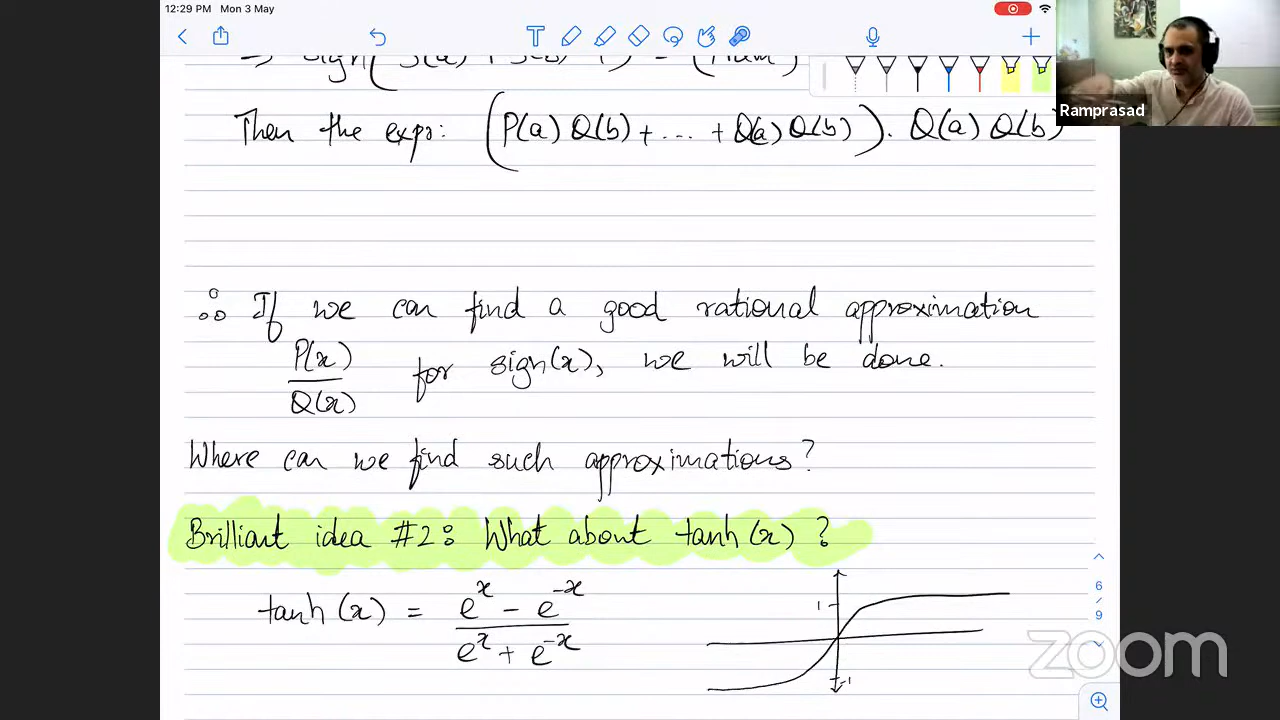 12:29 PM Mon 3 May
Ramprasad
Then the expo: (P(a) Q(b) + ... + Q(a) Q(b)). Q(a) Q(b)
∴ If we can find a good rational approximation
P(x)/Q(x) for sign(x), we will be done.
Where can we find such approximations?
Brilliant idea #2: What about tanh(x)?
tanh(x) = (e^x - e^-x)/(e^x + e^-x)
1
-1
6/9
zoom